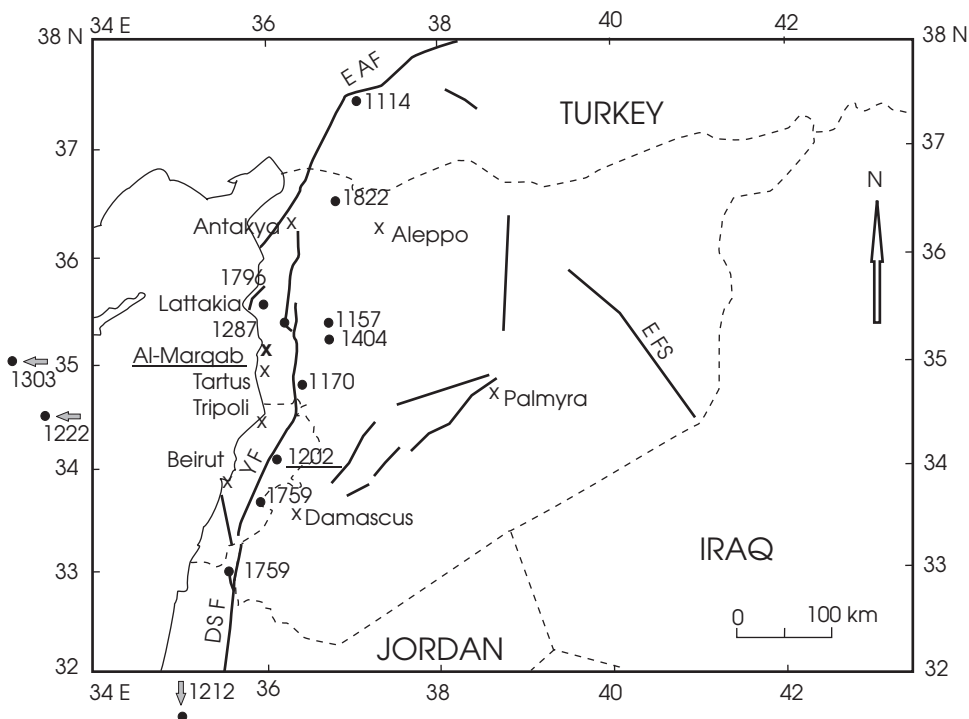 34 E 36 38 40 42
38 N 38 N
E AF
1114
TURKEY
37 37
1822
N
Antakya x x Aleppo
36 36
1796
Lattakia
1287 1157
1404
E FS
Al-Marqab x
35 35
1303
Tartus x 1170
Tripoli x x Palmyra
1222
Beirut x YF 1202
34 34
1759
x Damascus
IRAQ
33 1759 33
DS F
0 100 km
JORDAN
32 32
34 E 36 38 40 42
1212